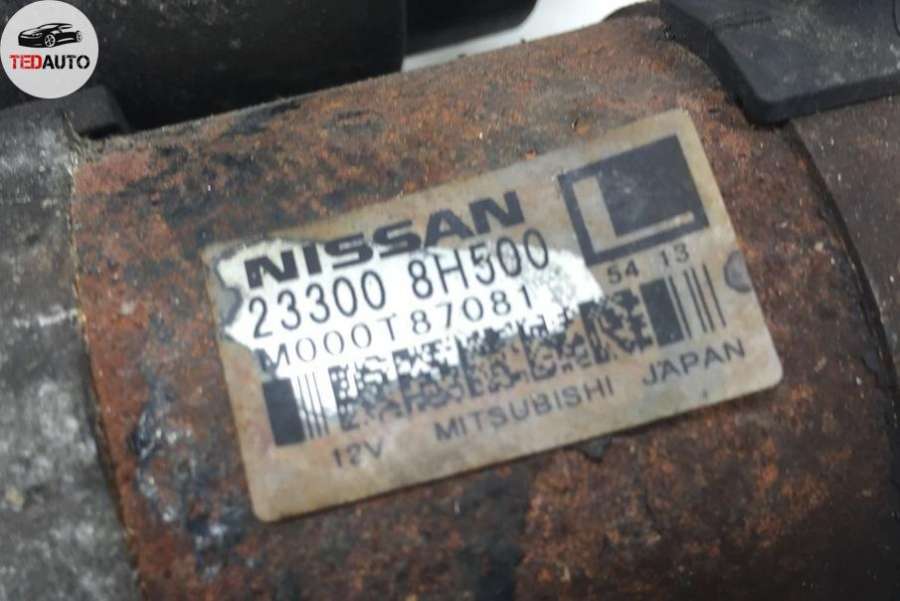 TEDAUTO
NISSAN
L
23300 8H500
M000T87081
54 13
12V MITSUBISHI JAPAN